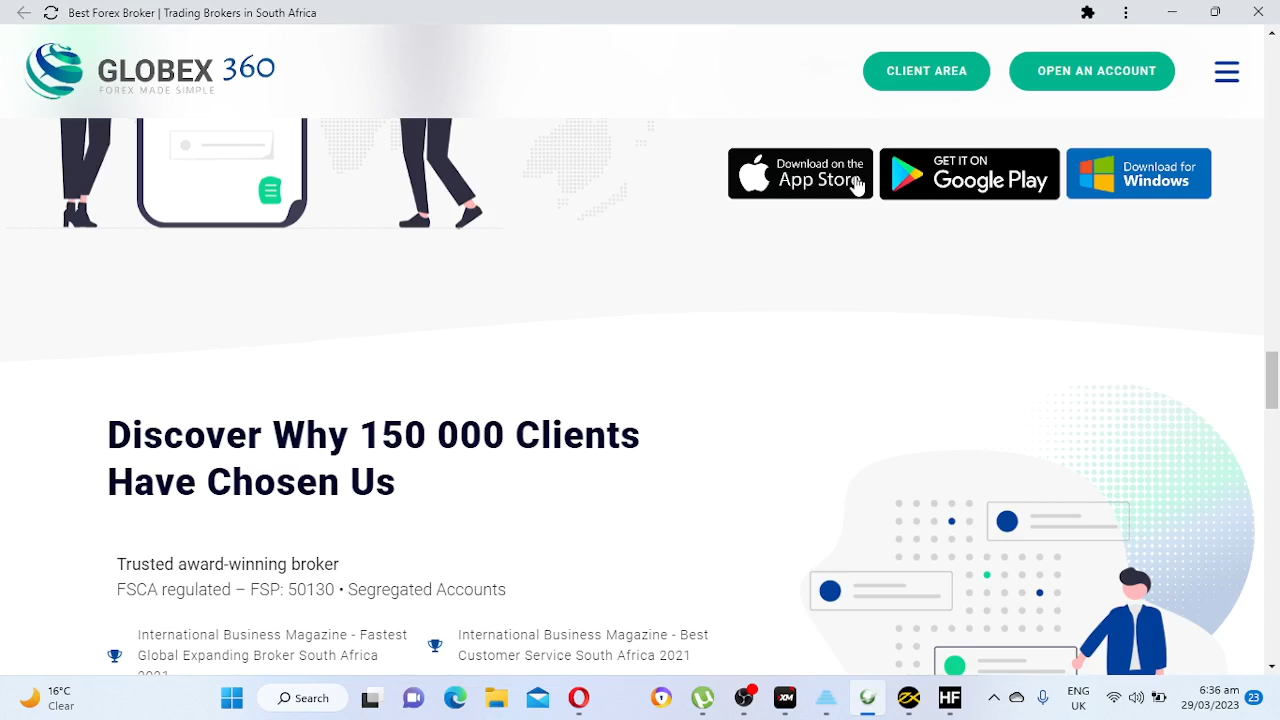 Best Forex Broker | Trading Broker in South Africa
GLOBEX 360
FOREX MADE SIMPLE
CLIENT AREA
OPEN AN ACCOUNT
Download on the
App Store
GET IT ON
Google Play
Download for
Windows
Discover Why 150 000 Clients
Have Chosen Us
Trusted award-winning broker
FSCA regulated – FSP: 50130 • Segregated Accounts
International Business Magazine - Fastest
Global Expanding Broker South Africa
2021
International Business Magazine - Best
Customer Service South Africa 2021
16°C
Clear
Search
XM
HF
ENG
UK
6:36 am
29/03/2023
23